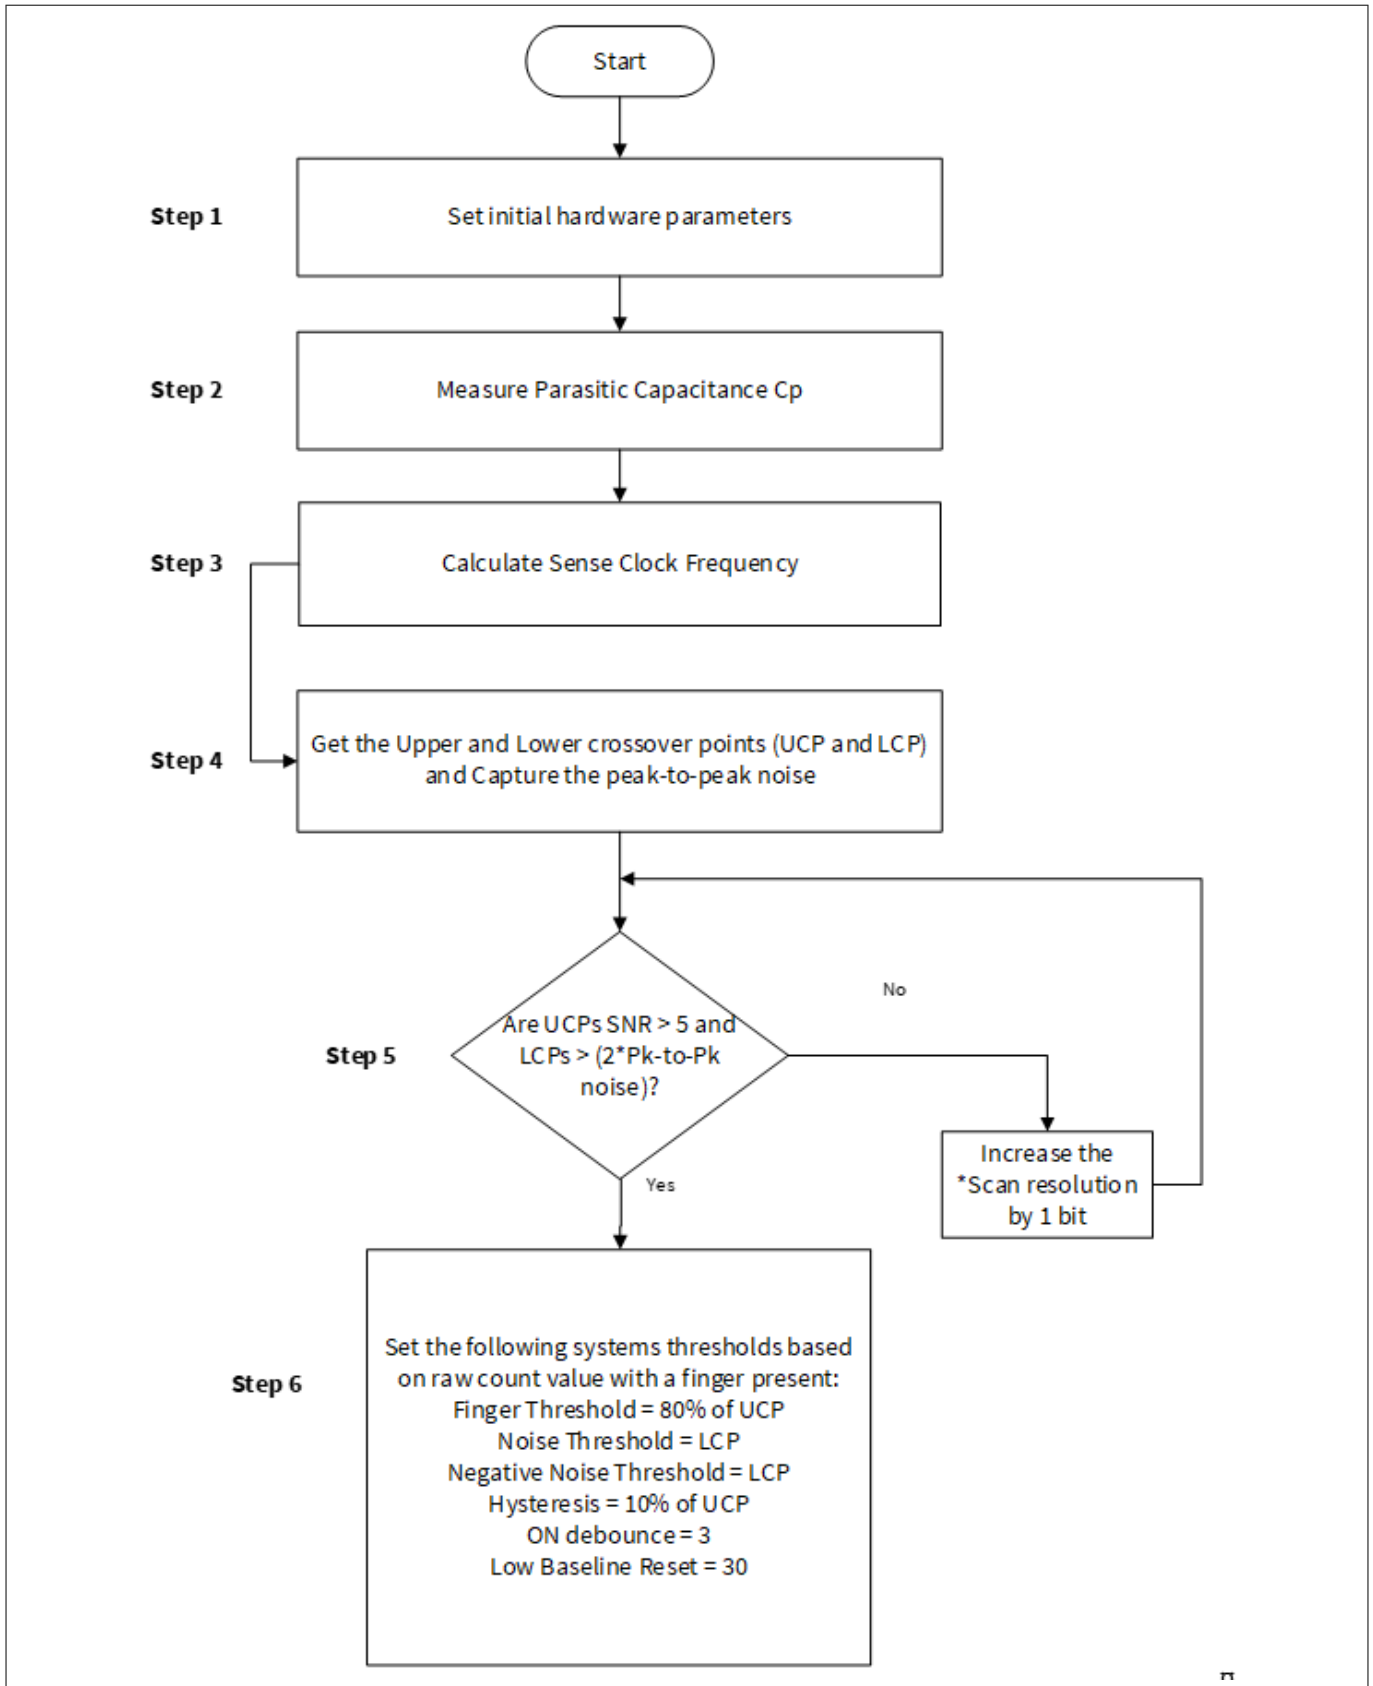 Start
Step 1
Set initial hardware parameters
Step 2
Measure Parasitic Capacitance Cp
Step 3
Calculate Sense Clock Frequency
Step 4
Get the Upper and Lower crossover points (UCP and LCP)
and Capture the peak-to-peak noise
No
Step 5
Are UCPs SNR > 5 and
LCPs > (2*Pk-to-Pk
noise)?
Increase the
*Scan resolution
by 1 bit
Yes
Step 6
Set the following systems thresholds based
on raw count value with a finger present:
Finger Threshold = 80% of UCP
Noise Threshold = LCP
Negative Noise Threshold = LCP
Hysteresis = 10% of UCP
ON debounce = 3
Low Baseline Reset = 30